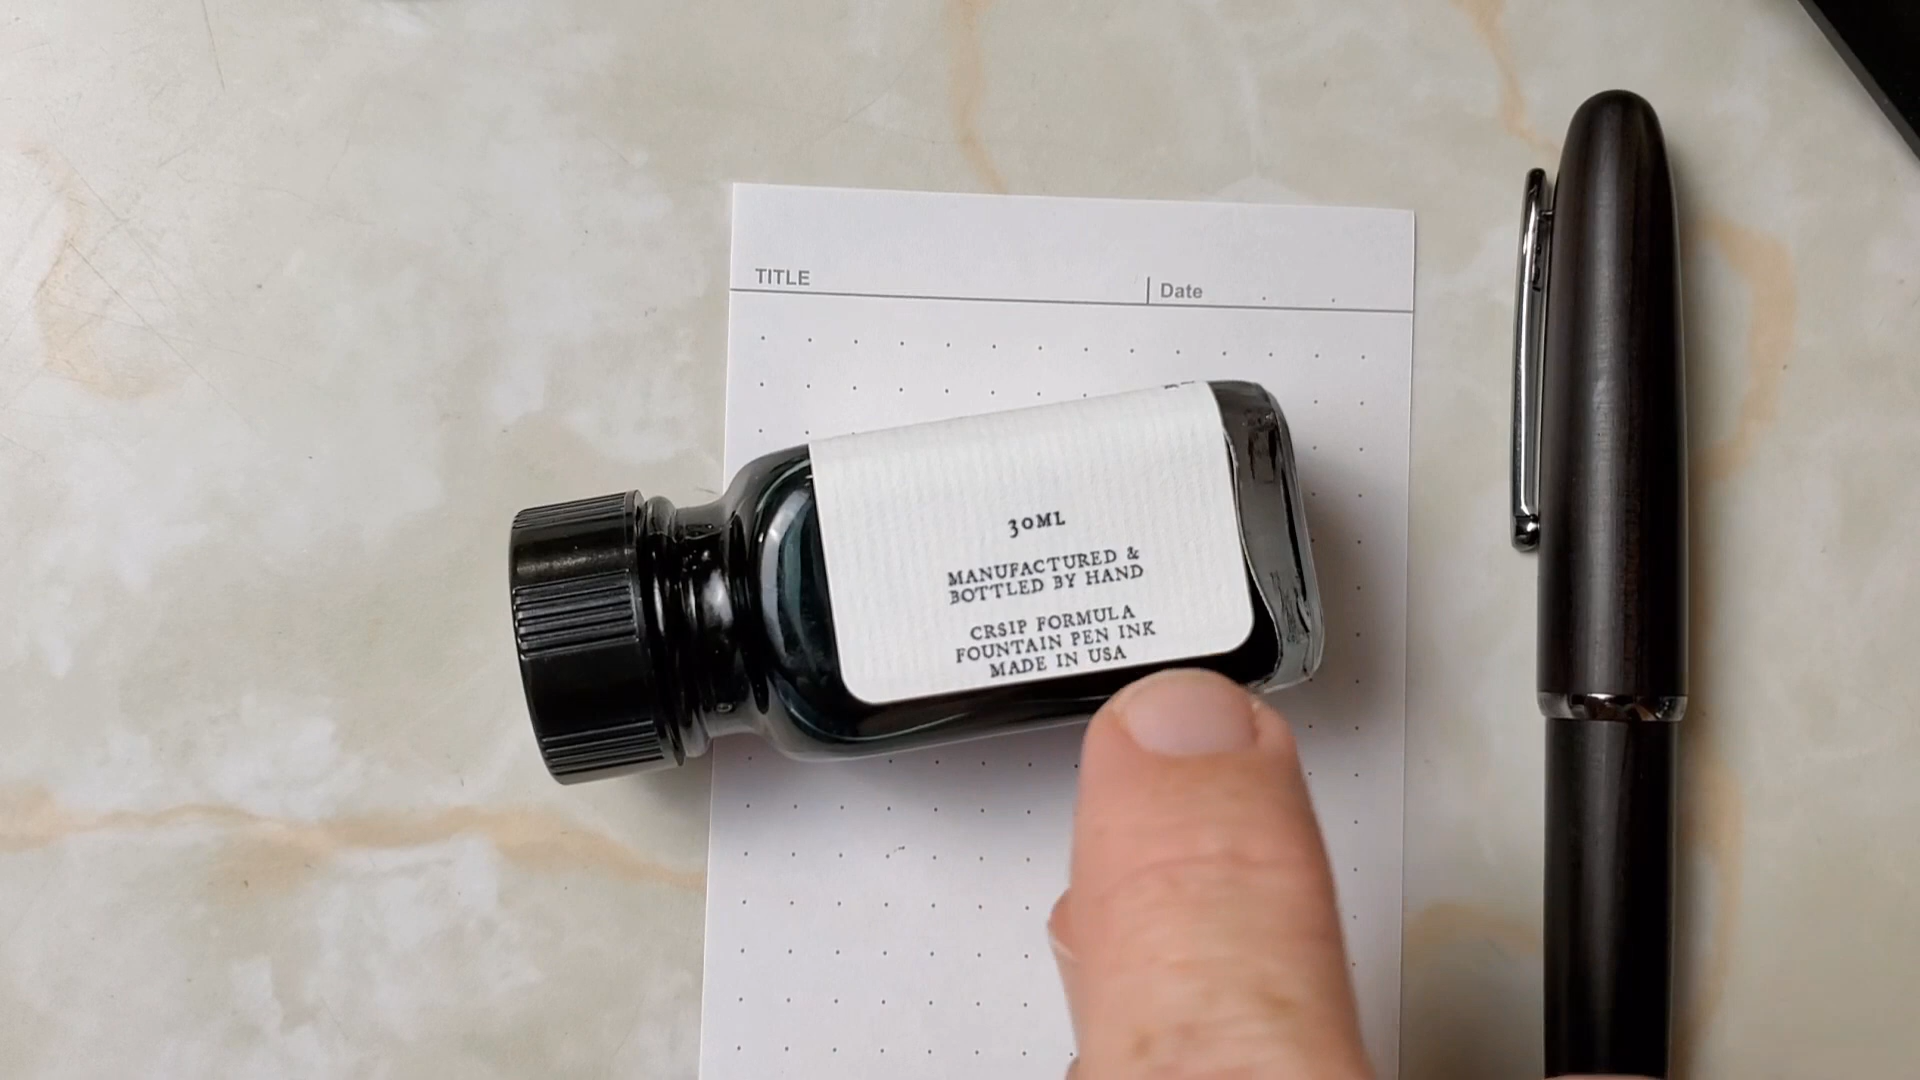 TITLE
Date
30ML
MANUFACTURED &
BOTTLED BY HAND
CRSIP FORMULA
FOUNTAIN PEN INK
MADE IN USA